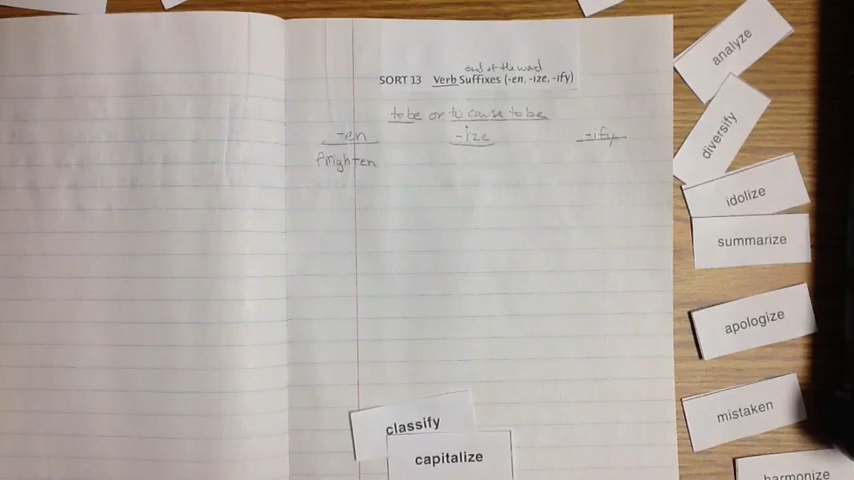 end of the word
SORT 13 Verb Suffixes (-en, -ize, -ify)
to be or to cause to be
-en -ize -ify
frighten
analyze
diversify
idolize
summarize
apologize
mistaken
harmonize
classify
capitalize